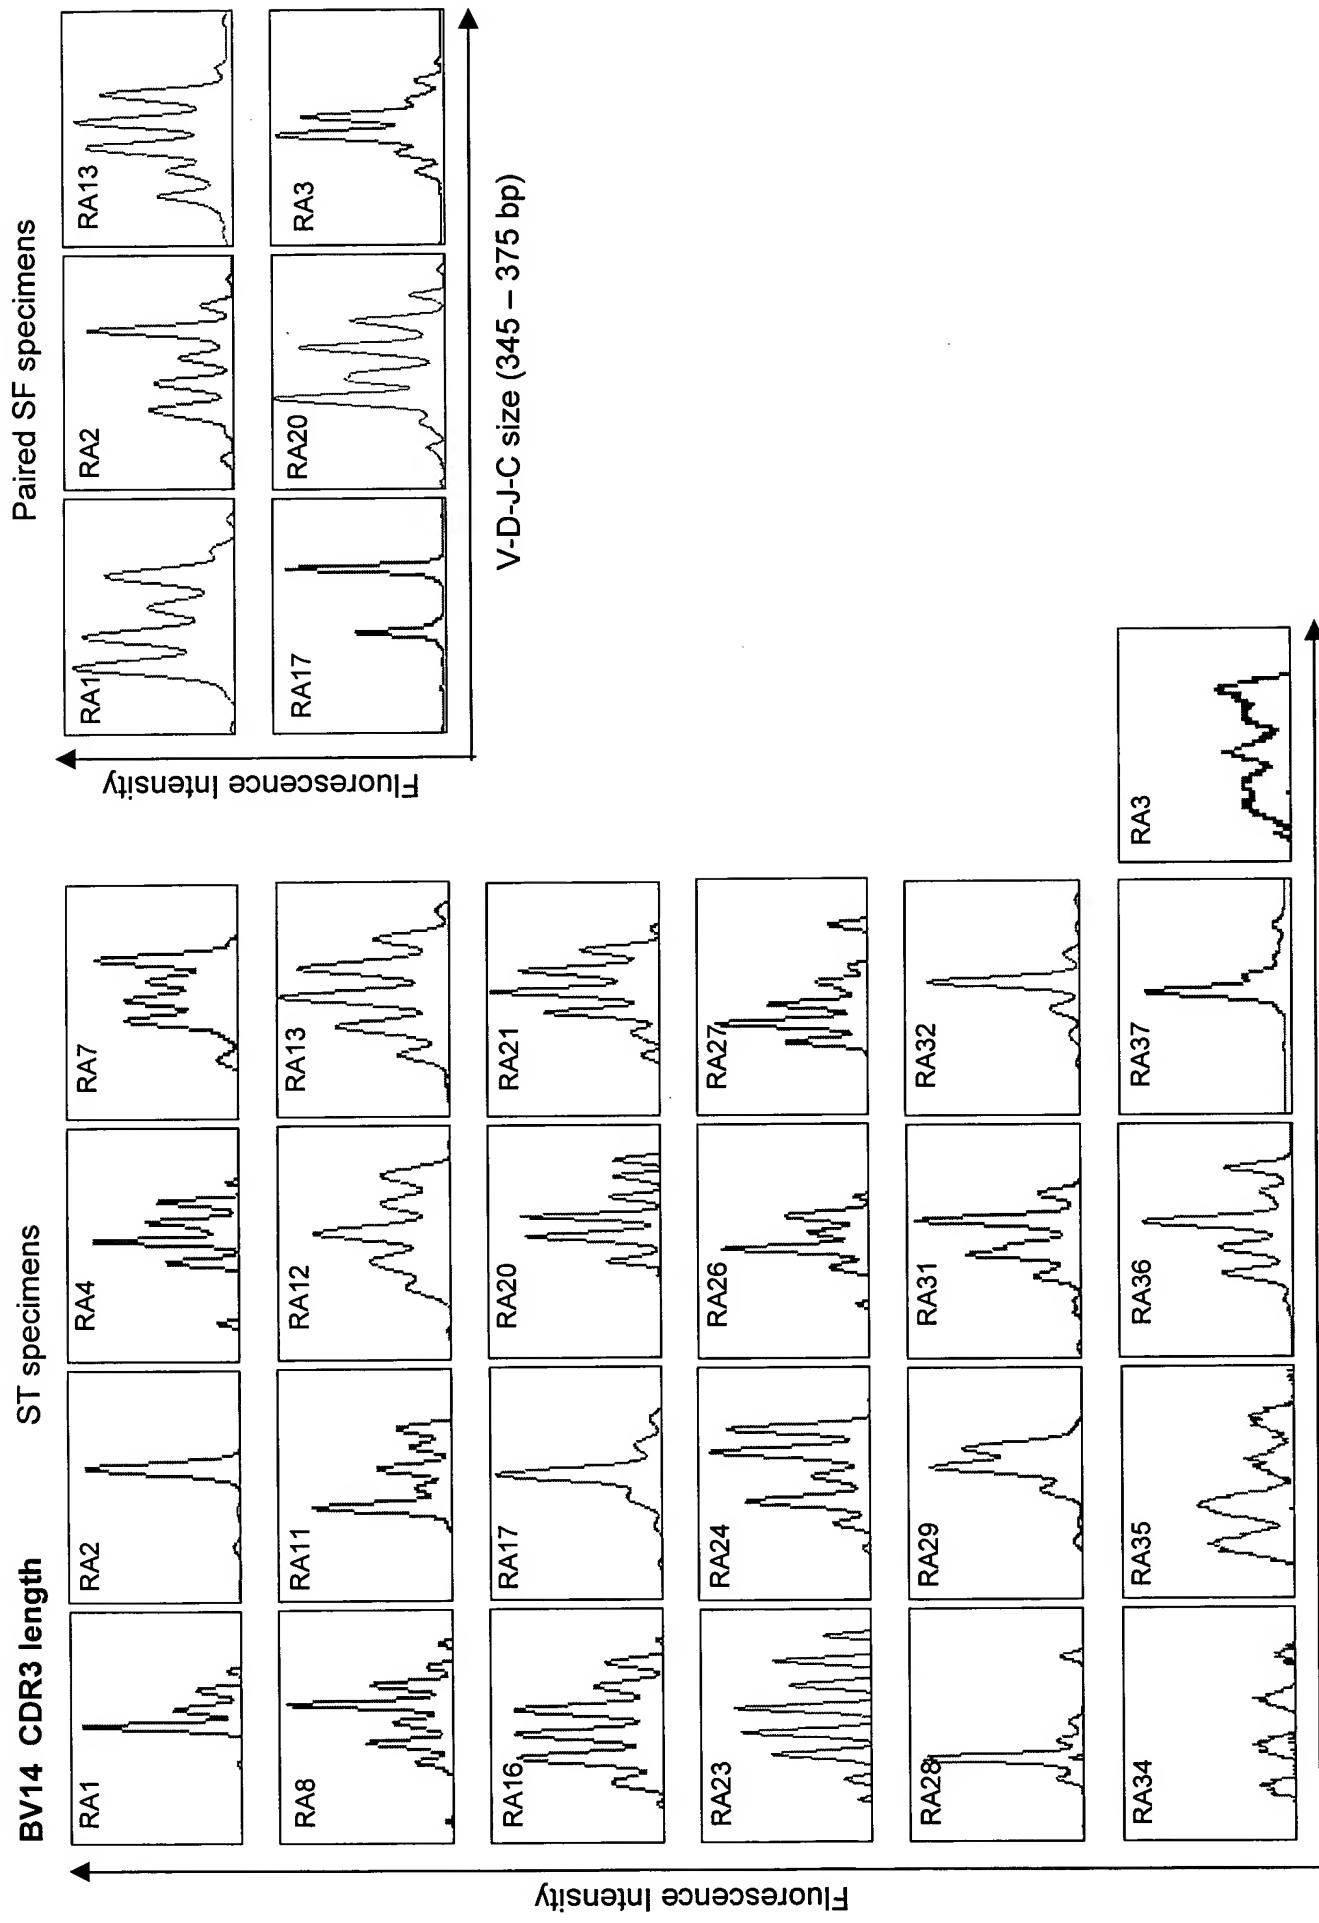 BV14 CDR3 length
ST specimens
Paired SF specimens
Fluorescence Intensity
RA1
RA2
RA4
RA7
RA8
RA11
RA12
RA13
RA16
RA17
RA20
RA21
RA23
RA24
RA26
RA27
RA28
RA29
RA31
RA32
RA34
RA35
RA36
RA37
RA3
Fluorescence Intensity
RA1
RA2
RA13
RA17
RA20
RA3
V-D-J-C size (345 – 375 bp)